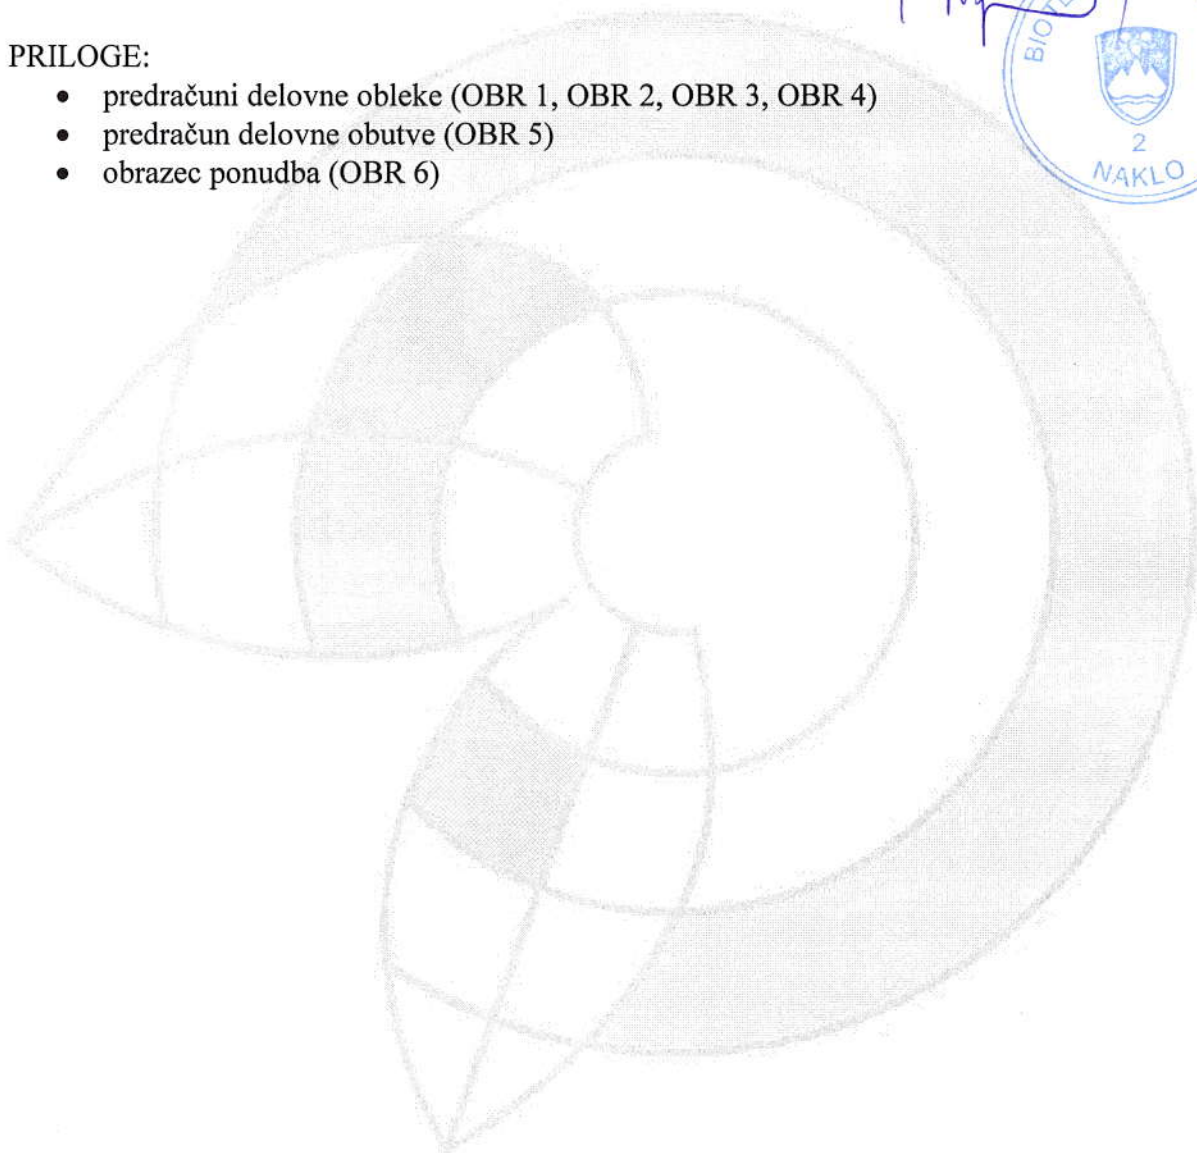 PRILOGE:
• predračuni delovne obleke (OBR 1, OBR 2, OBR 3, OBR 4)
• predračun delovne obutve (OBR 5)
• obrazec ponudba (OBR 6)
2
NAKLO